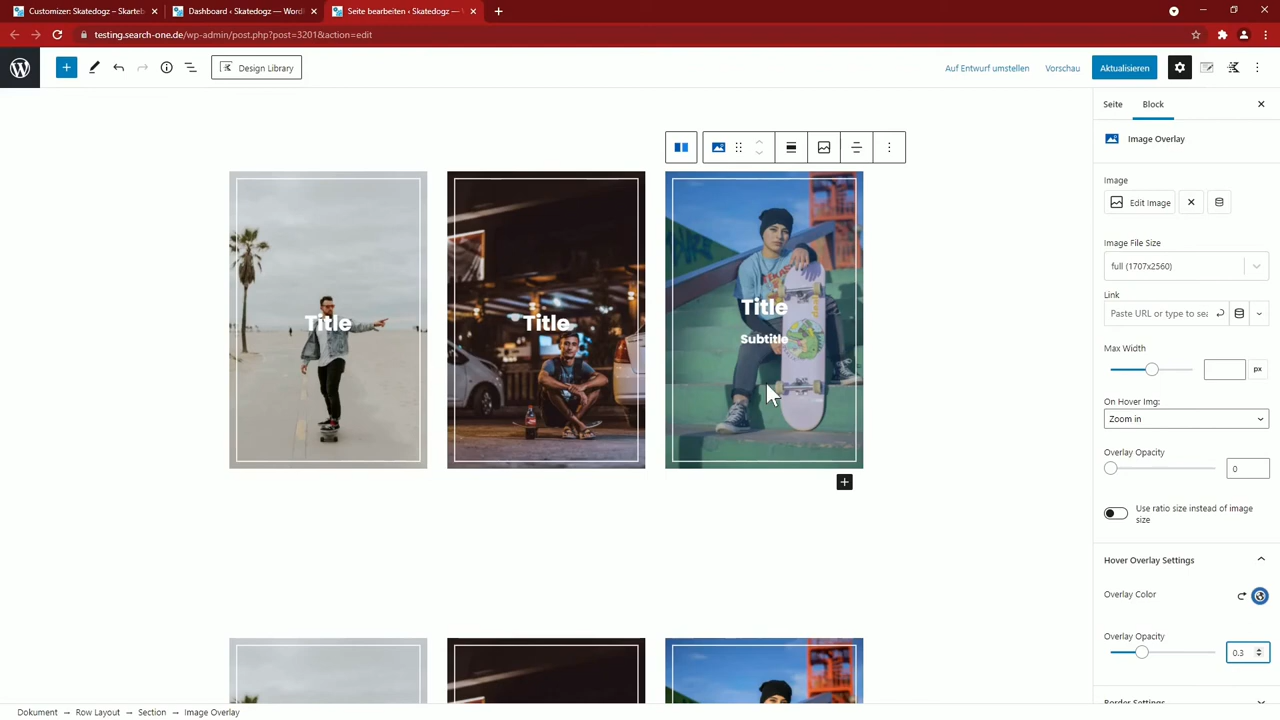 Customizer: Skatedogz – Skarteb
Dashboard ‹ Skatedogz — WordP
Seite bearbeiten ‹ Skatedogz — W
testing.search-one.de/wp-admin/post.php?post=3201&action=edit
Design Library
Auf Entwurf umstellen
Vorschau
Aktualisieren
Seite
Block
Image Overlay
Image
Edit Image
Image File Size
full (1707x2560)
Link
Paste URL or type to sea
Max Width
px
On Hover Img:
Zoom in
Overlay Opacity
0
Use ratio size instead of image
size
Hover Overlay Settings
Overlay Color
Overlay Opacity
0.3
Border Settings
Title
Title
Title
Subtitle
Dokument → Row Layout → Section → Image Overlay